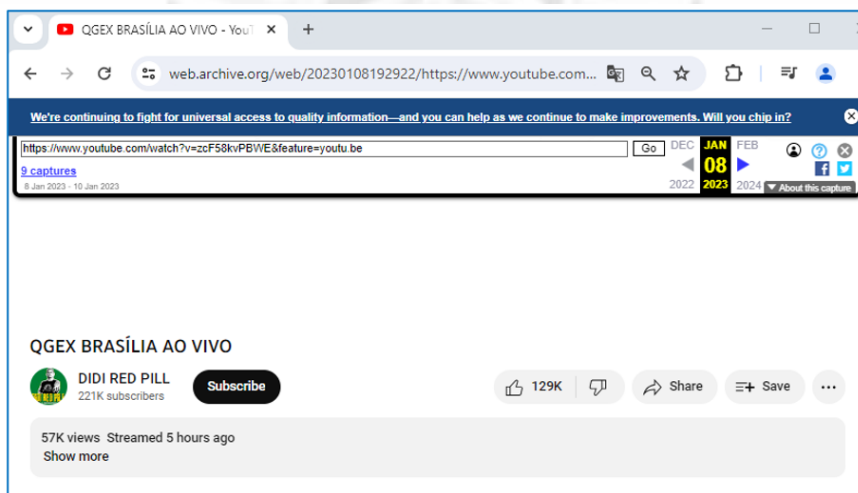 QGEX BRASÍLIA AO VIVO - YouT
web.archive.org/web/20230108192922/https://www.youtube.com...
We're continuing to fight for universal access to quality information—and you can help as we continue to make improvements. Will you chip in?
https://www.youtube.com/watch?v=zcF58kvPBWE&feature=youtu.be Go DEC JAN FEB
9 captures 08
8 Jan 2023 - 10 Jan 2023 2022 2023 2024 ▼ About this capture
QGEX BRASÍLIA AO VIVO
DIDI RED PILL
221K subscribers
Subscribe 129K Share Save
57K views Streamed 5 hours ago
Show more